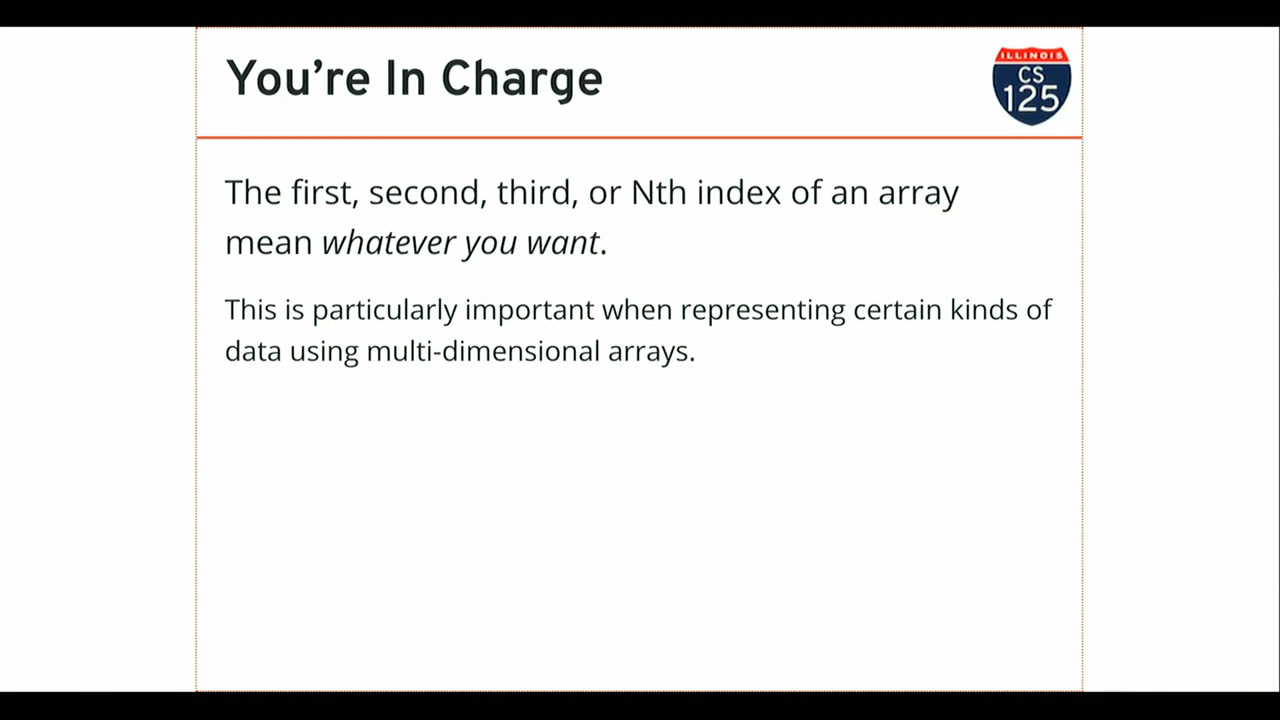 You’re In Charge
ILLINOIS
CS
125
The first, second, third, or Nth index of an array
mean whatever you want.
This is particularly important when representing certain kinds of
data using multi-dimensional arrays.